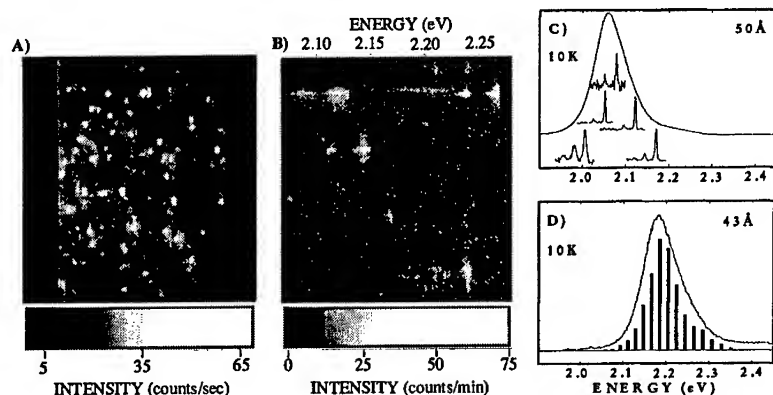 A)
5 35 65
INTENSITY (counts/sec)
ENERGY (eV)
B) 2.10 2.15 2.20 2.25
0 25 50 75
INTENSITY (counts/min)
C) 50Å
10K
2.0 2.1 2.2 2.3 2.4
D) 43Å
10K
2.0 2.1 2.2 2.3 2.4
ENERGY (eV)